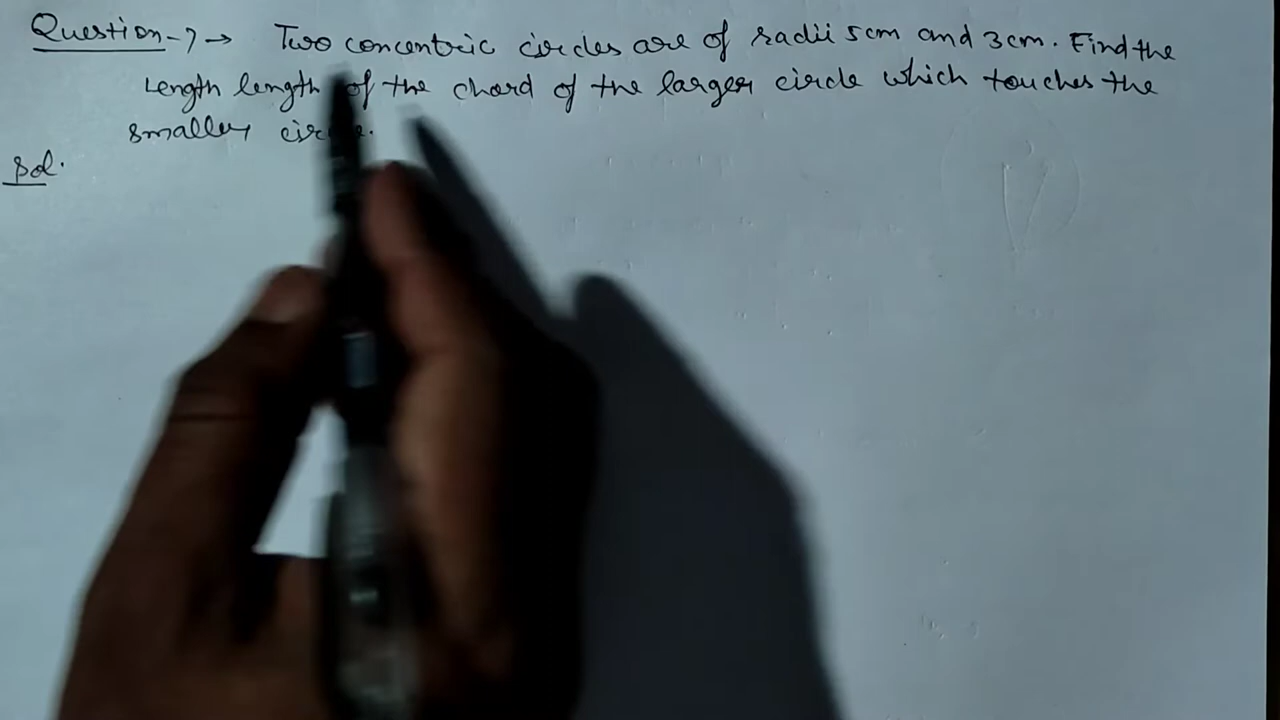 Question-7→ Two concentric circles are of radii 5cm and 3cm. Find the
Length length of the chord of the larger circle which touches the
smaller
Sol.